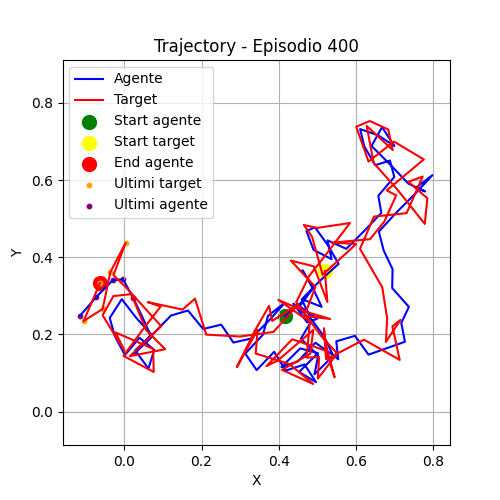 Trajectory - Episodio 400
Agente
Target
Start agente
Start target
End agente
Ultimi target
Ultimi agente
Y
0.8
0.6
0.4
0.2
0.0
0.0 0.2 0.4 0.6 0.8
X